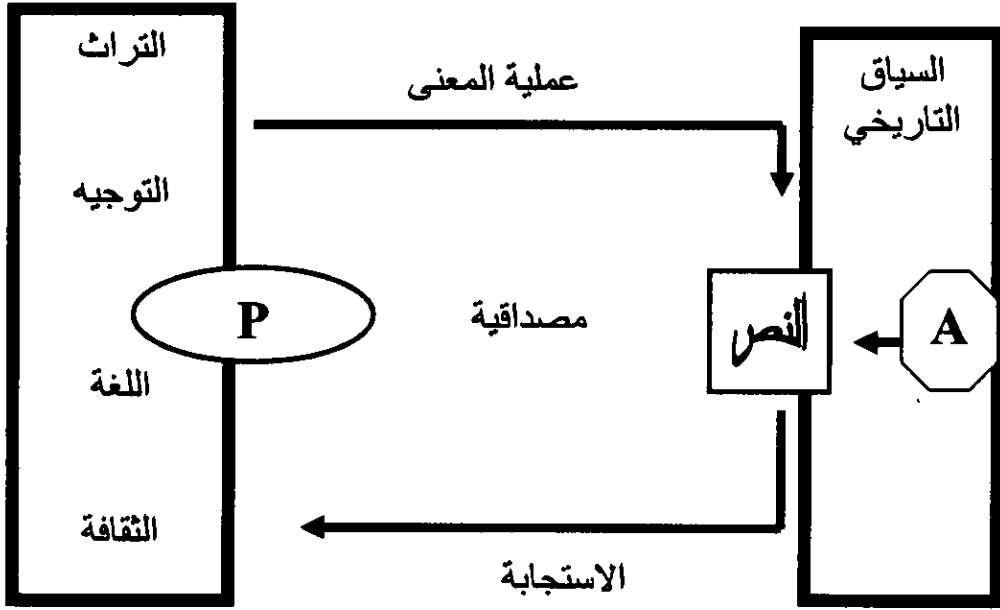 السياق
التاريخي
A
النص
عملية المعنى
مصداقية
الاستجابة
التراث
التوجيه
P
اللغة
الثقافة